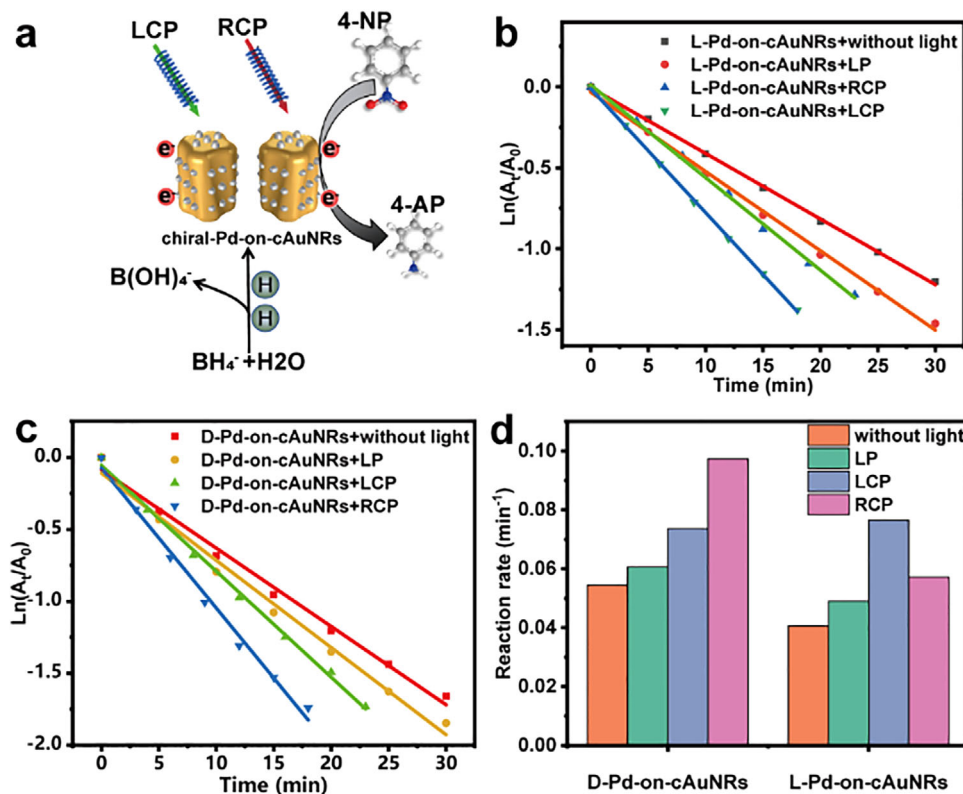 a
LCP
RCP
4-NP
e⁻
e⁻
e⁻
e⁻
chiral-Pd-on-cAuNRs
4-AP
B(OH)₄⁻
H
H
BH₄⁻+H2O
b
L-Pd-on-cAuNRs+without light
L-Pd-on-cAuNRs+LP
L-Pd-on-cAuNRs+RCP
L-Pd-on-cAuNRs+LCP
Ln(Aₜ/A₀)
0.0
-0.5
-1.0
-1.5
0 5 10 15 20 25 30
Time (min)
c
D-Pd-on-cAuNRs+without light
D-Pd-on-cAuNRs+LP
D-Pd-on-cAuNRs+LCP
D-Pd-on-cAuNRs+RCP
Ln(Aₜ/A₀)
0.0
-0.5
-1.0
-1.5
-2.0
0 5 10 15 20 25 30
Time (min)
d
without light
LP
LCP
RCP
Reaction rate (min⁻¹)
0.10
0.08
0.06
0.04
0.02
0.00
D-Pd-on-cAuNRs L-Pd-on-cAuNRs